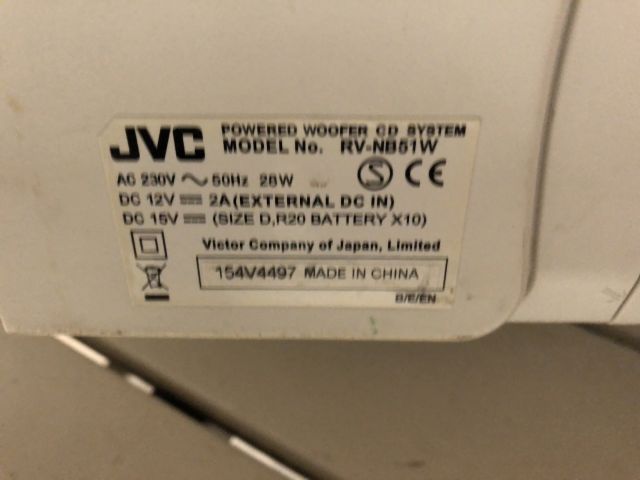 JVC
POWERED WOOFER CD SYSTEM
MODEL No. RV-NB51W
AC 230V ~ 50Hz 28W
DC 12V ⎓ 2A(EXTERNAL DC IN)
DC 15V ⎓ (SIZE D,R20 BATTERY X10)
S CE
Victor Company of Japan, Limited
154V4497 MADE IN CHINA
B/E/EN